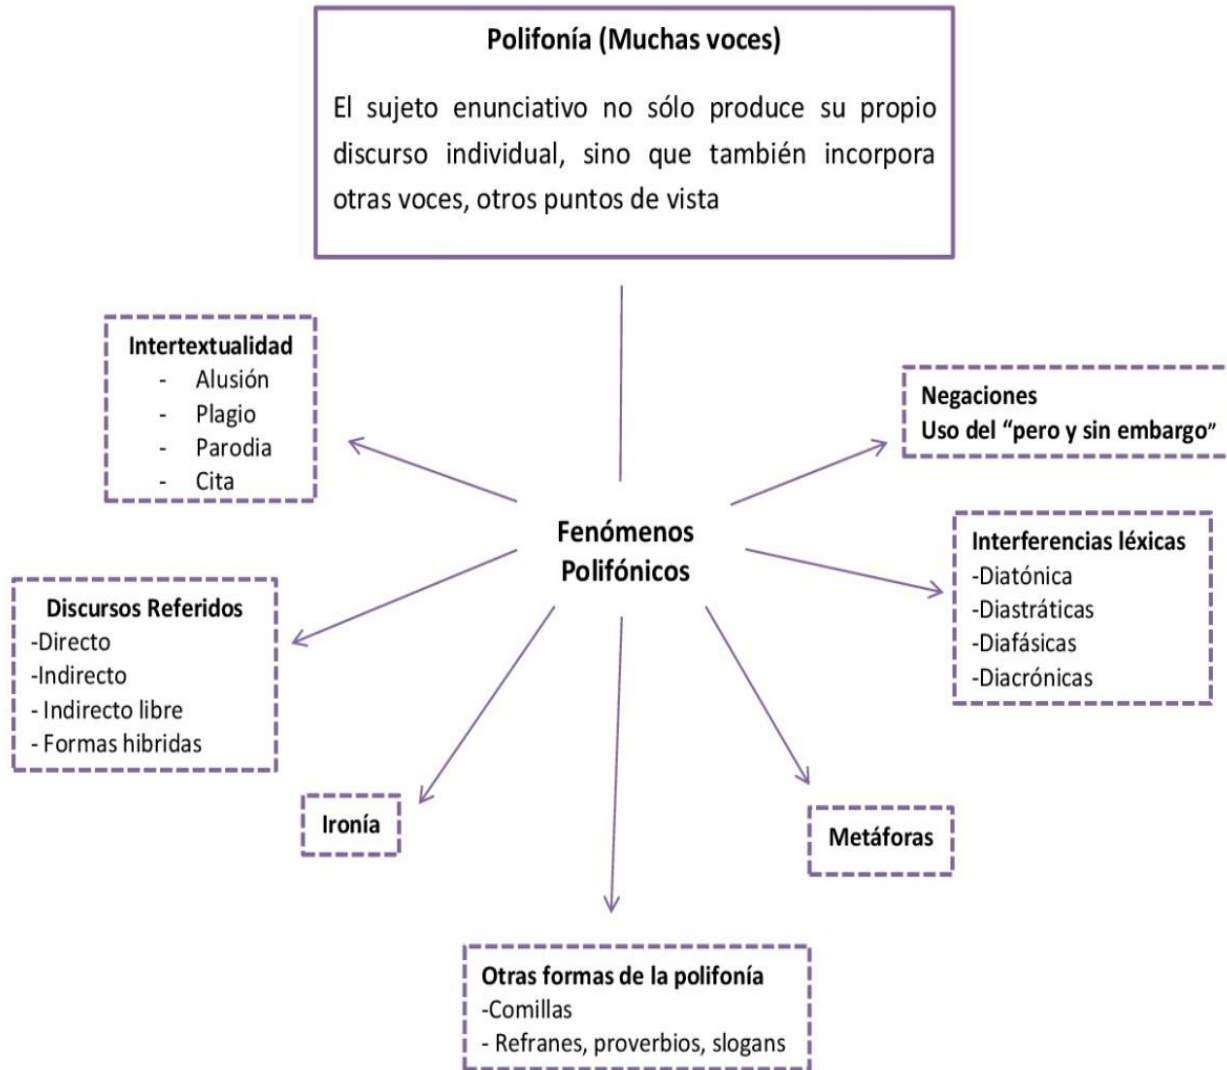 Polifonía (Muchas voces)
El sujeto enunciativo no sólo produce su propio
discurso individual, sino que también incorpora
otras voces, otros puntos de vista
Intertextualidad
- Alusión
- Plagio
- Parodia
- Cita
Negaciones
Uso del “pero y sin embargo”
Fenómenos
Polifónicos
Interferencias léxicas
-Diatónica
-Diastráticas
-Diafásicas
-Diacrónicas
Discursos Referidos
-Directo
-Indirecto
- Indirecto libre
- Formas hibridas
Ironía
Metáforas
Otras formas de la polifonía
-Comillas
- Refranes, proverbios, slogans